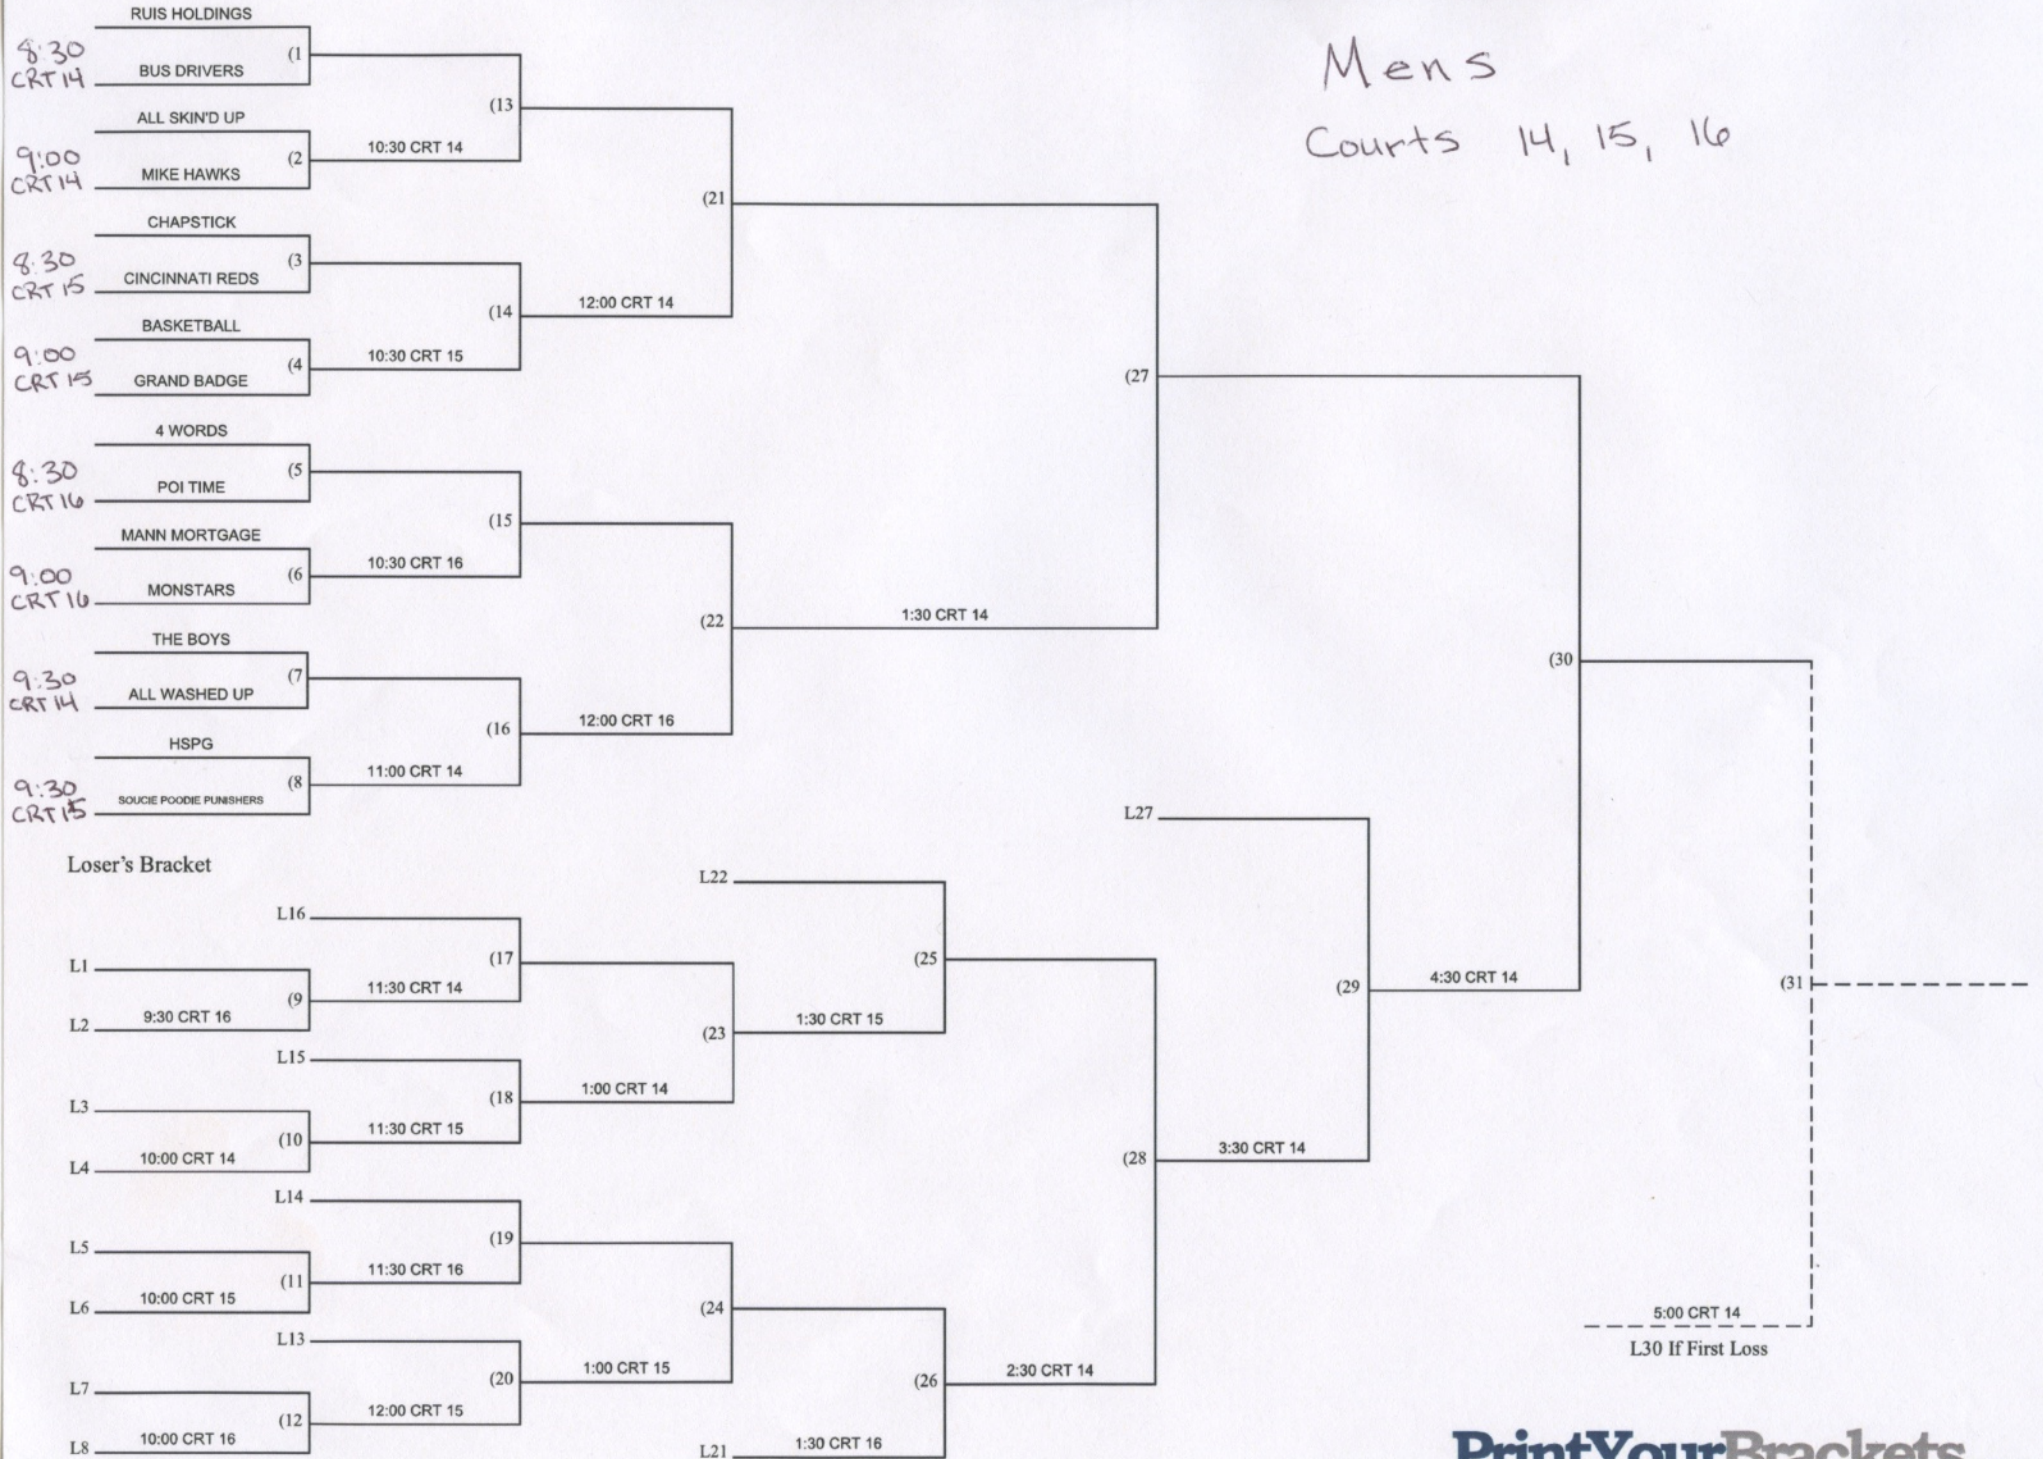 Mens
Courts 14, 15, 16
RUIS HOLDINGS
8:30
CRT 14
(1
BUS DRIVERS
(13
ALL SKIN'D UP
9:00
CRT 14
(2
10:30 CRT 14
MIKE HAWKS
(21
CHAPSTICK
8:30
CRT 15
(3
CINCINNATI REDS
(14
12:00 CRT 14
BASKETBALL
9:00
CRT 15
(4
10:30 CRT 15
GRAND BADGE
(27
4 WORDS
8:30
CRT 16
(5
POI TIME
(15
MANN MORTGAGE
9:00
CRT 16
(6
10:30 CRT 16
MONSTARS
(22
1:30 CRT 14
THE BOYS
9:30
CRT 14
(7
ALL WASHED UP
(30
(16
12:00 CRT 16
HSPG
9:30
CRT 15
(8
11:00 CRT 14
SOUCIE POODIE PUNISHERS
L27
Loser's Bracket
L22
L16
(17
(25
L1
11:30 CRT 14
(9
9:30 CRT 16
L2
(23
1:30 CRT 15
(29
4:30 CRT 14
(31
L15
(18
1:00 CRT 14
L3
11:30 CRT 15
(10
10:00 CRT 14
L4
(28
3:30 CRT 14
L14
(19
L5
11:30 CRT 16
(11
10:00 CRT 15
L6
(24
5:00 CRT 14
L30 If First Loss
L13
(20
1:00 CRT 15
(26
2:30 CRT 14
L7
12:00 CRT 15
(12
10:00 CRT 16
L8
L21
1:30 CRT 16
PrintYourBrackets